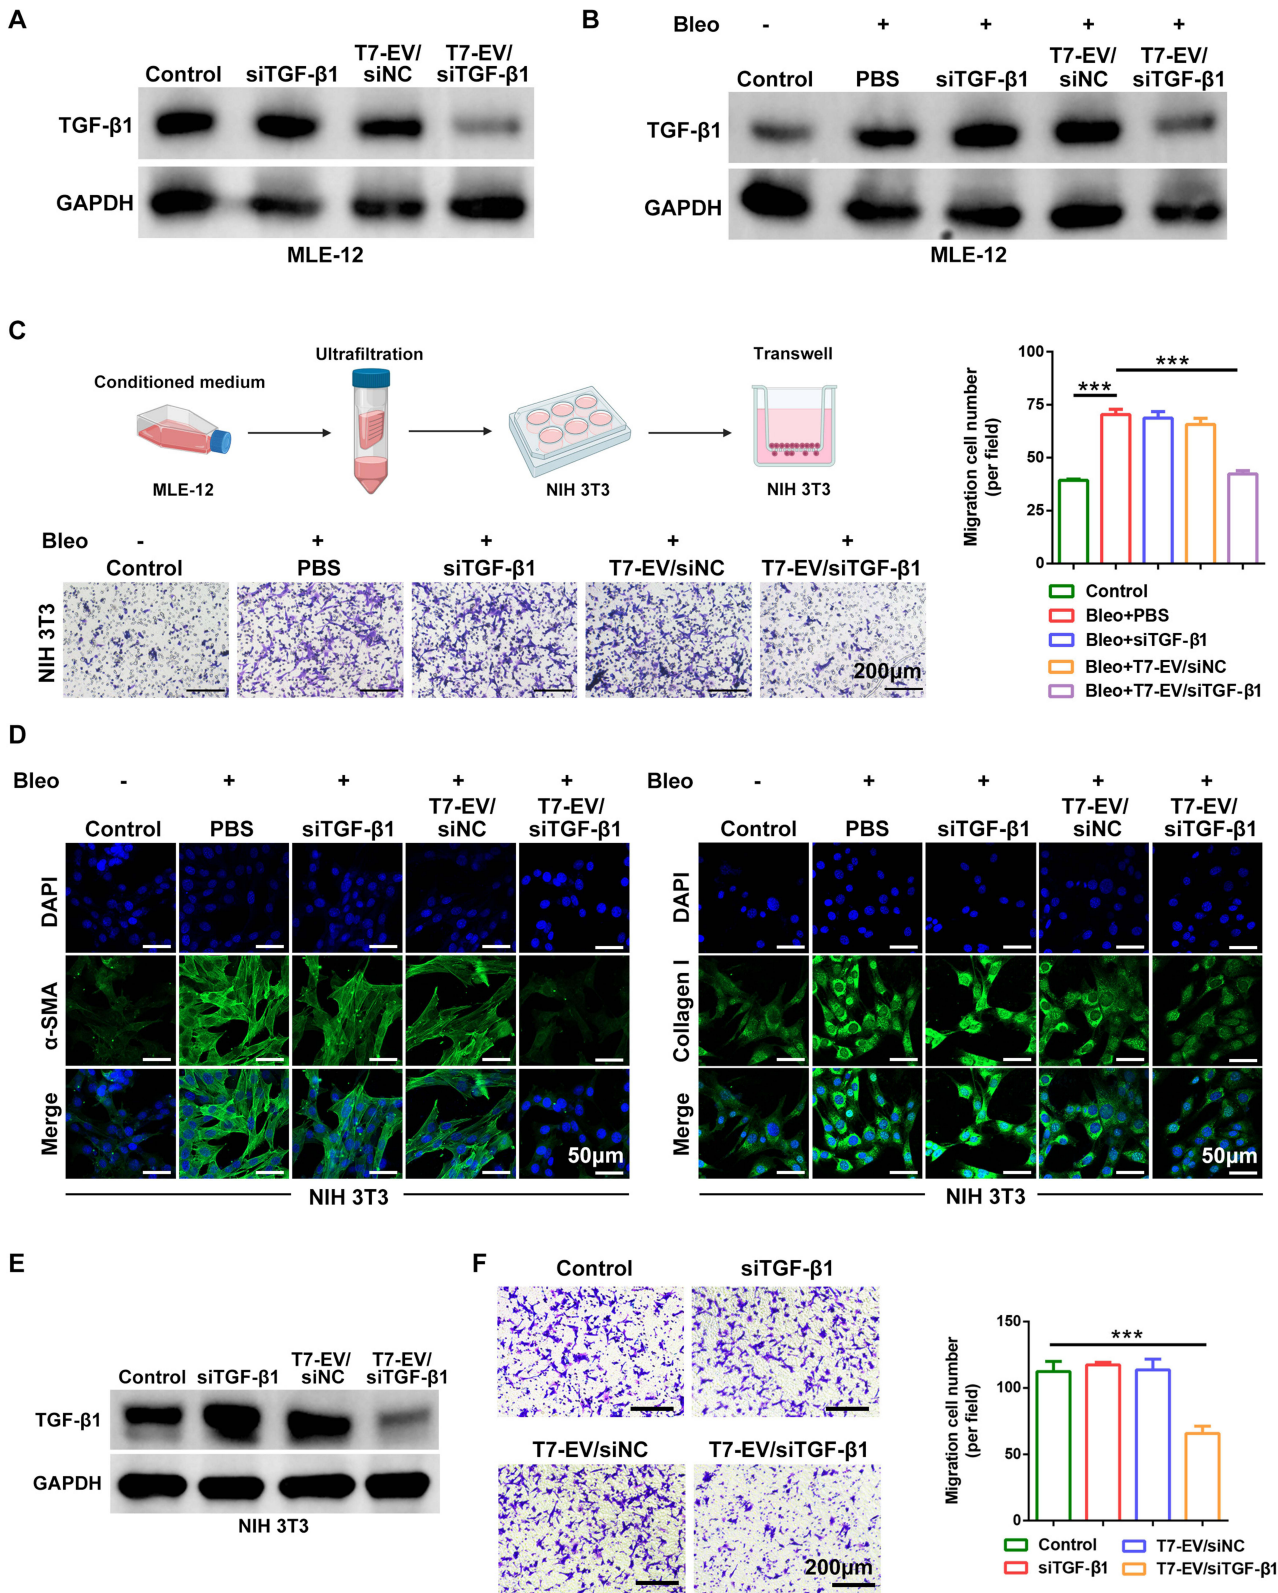 A
Control siTGF-β1 T7-EV/ siNC T7-EV/ siTGF-β1
TGF-β1
GAPDH
MLE-12
B
Bleo - + + + +
Control PBS siTGF-β1 T7-EV/ siNC T7-EV/ siTGF-β1
TGF-β1
GAPDH
MLE-12
C
Conditioned medium
Ultrafiltration
Transwell
MLE-12
NIH 3T3
NIH 3T3
Bleo - + + + +
Control PBS siTGF-β1 T7-EV/siNC T7-EV/siTGF-β1
NIH 3T3
200μm
Migration cell number
(per field)
100
75
50
25
0
***
***
Control
Bleo+PBS
Bleo+siTGF-β1
Bleo+T7-EV/siNC
Bleo+T7-EV/siTGF-β1
D
Bleo - + + + +
Control PBS siTGF-β1 T7-EV/ siNC T7-EV/ siTGF-β1
DAPI
α-SMA
Merge
50μm
NIH 3T3
Bleo - + + + +
Control PBS siTGF-β1 T7-EV/ siNC T7-EV/ siTGF-β1
DAPI
Collagen I
Merge
50μm
NIH 3T3
E
Control siTGF-β1 T7-EV/ siNC T7-EV/ siTGF-β1
TGF-β1
GAPDH
NIH 3T3
F
Control siTGF-β1
T7-EV/siNC T7-EV/siTGF-β1
200μm
Migration cell number
(per field)
150
100
50
0
***
Control T7-EV/siNC
siTGF-β1 T7-EV/siTGF-β1